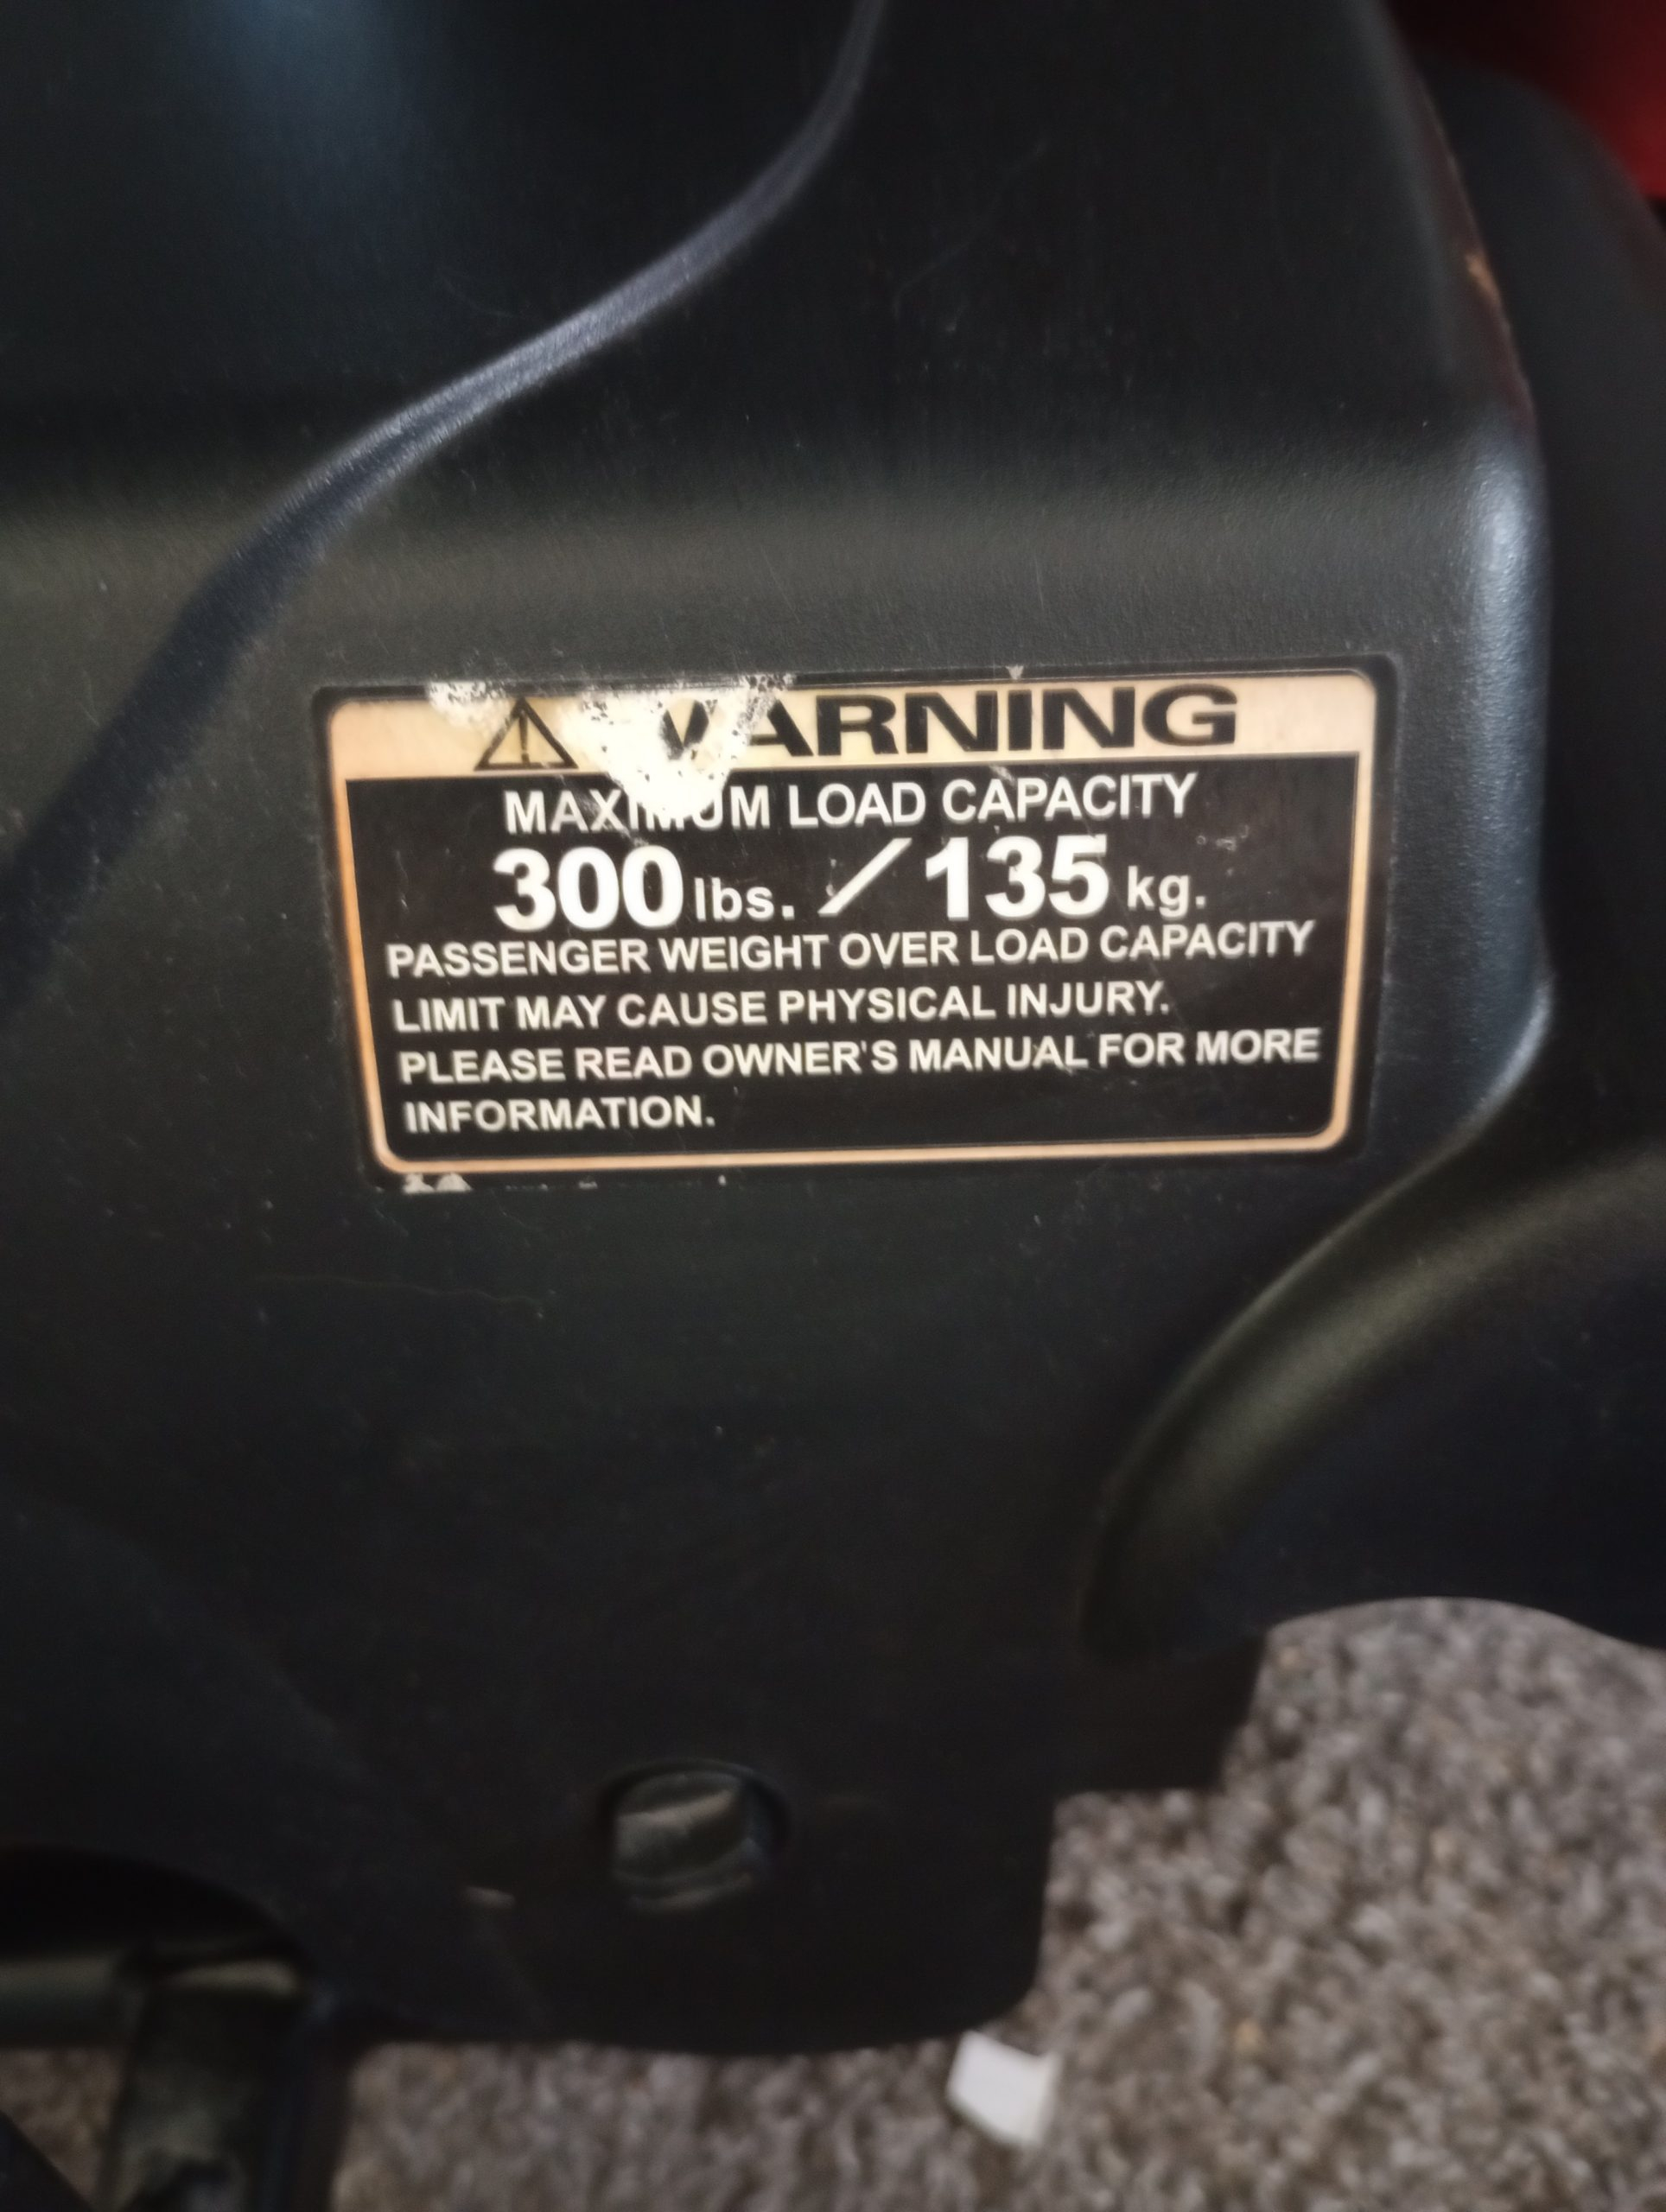 WARNING
MAXIMUM LOAD CAPACITY
300 lbs. / 135 kg.
PASSENGER WEIGHT OVER LOAD CAPACITY
LIMIT MAY CAUSE PHYSICAL INJURY.
PLEASE READ OWNER'S MANUAL FOR MORE
INFORMATION.